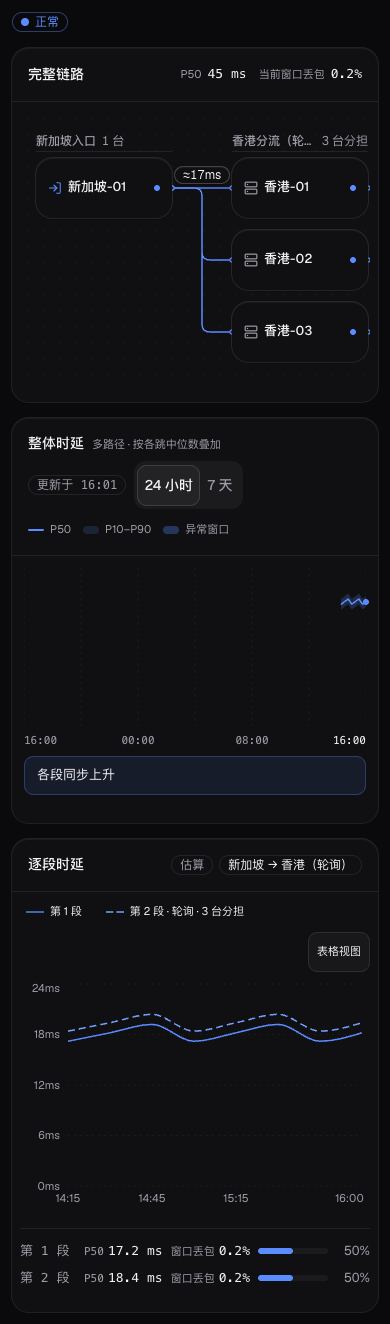 正常
完整链路 P50 45 ms 当前窗口丢包 0.2%
新加坡入口 1 台 香港分流（轮... 3 台分担
新加坡-01 ≈17ms 香港-01
香港-02
香港-03
整体时延 多路径 · 按各跳中位数叠加
更新于 16:01 24 小时 7 天
P50 P10–P90 异常窗口
16:00 00:00 08:00 16:00
各段同步上升
逐段时延 估算 新加坡 → 香港（轮询）
第 1 段 第 2 段 · 轮询 · 3 台分担
表格视图
24ms
18ms
12ms
6ms
0ms
14:15 14:45 15:15 16:00
第 1 段 P50 17.2 ms 窗口丢包 0.2% 50%
第 2 段 P50 18.4 ms 窗口丢包 0.2% 50%